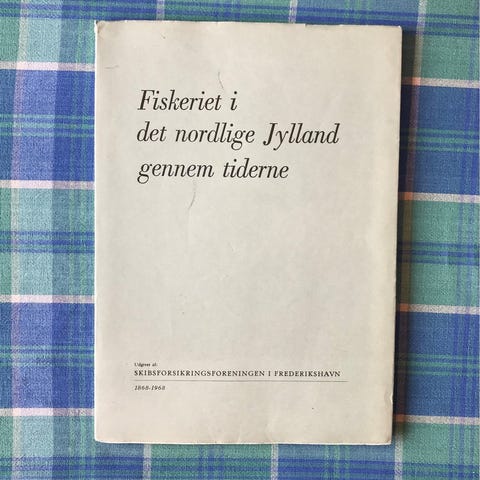 Fiskeriet i
det nordlige Jylland
gennem tiderne
Udgivet af:
SKIBSFORSIKRINGSFORENINGEN I FREDERIKSHAVN
1868-1968